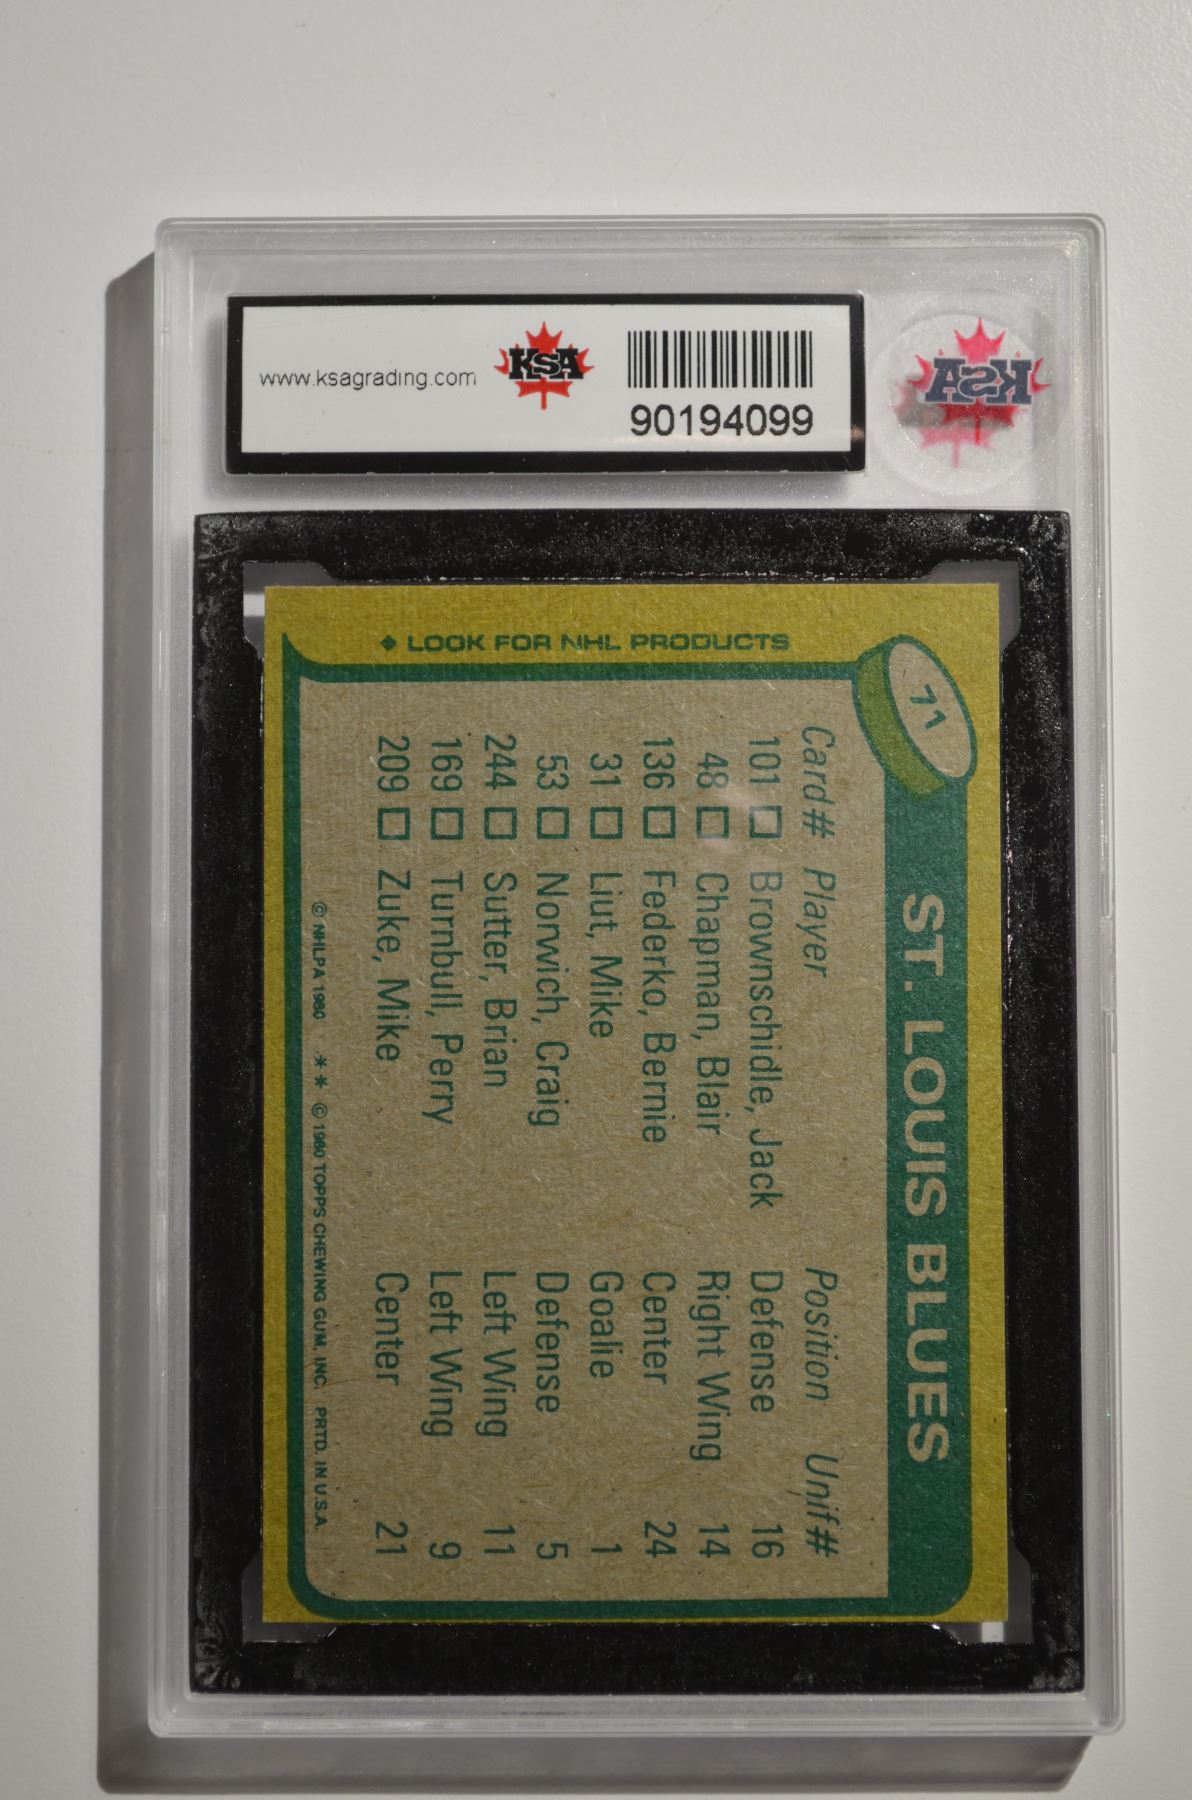 www.ksagrading.com
KSA
90194099
KSA
71
ST. LOUIS BLUES
Card# Player Position Unif#
101 □ Brownschidle, Jack Defense 16
48 □ Chapman, Blair Right Wing 14
136 □ Federko, Bernie Center 24
31 □ Liut, Mike Goalie 1
53 □ Norwich, Craig Defense 5
244 □ Sutter, Brian Left Wing 11
169 □ Turnbull, Perry Left Wing 9
209 □ Zuke, Mike Center 21
© NHLPA 1980 ** © 1980 TOPPS CHEWING GUM, INC. PRTD. IN U.S.A.
◆ LOOK FOR NHL PRODUCTS